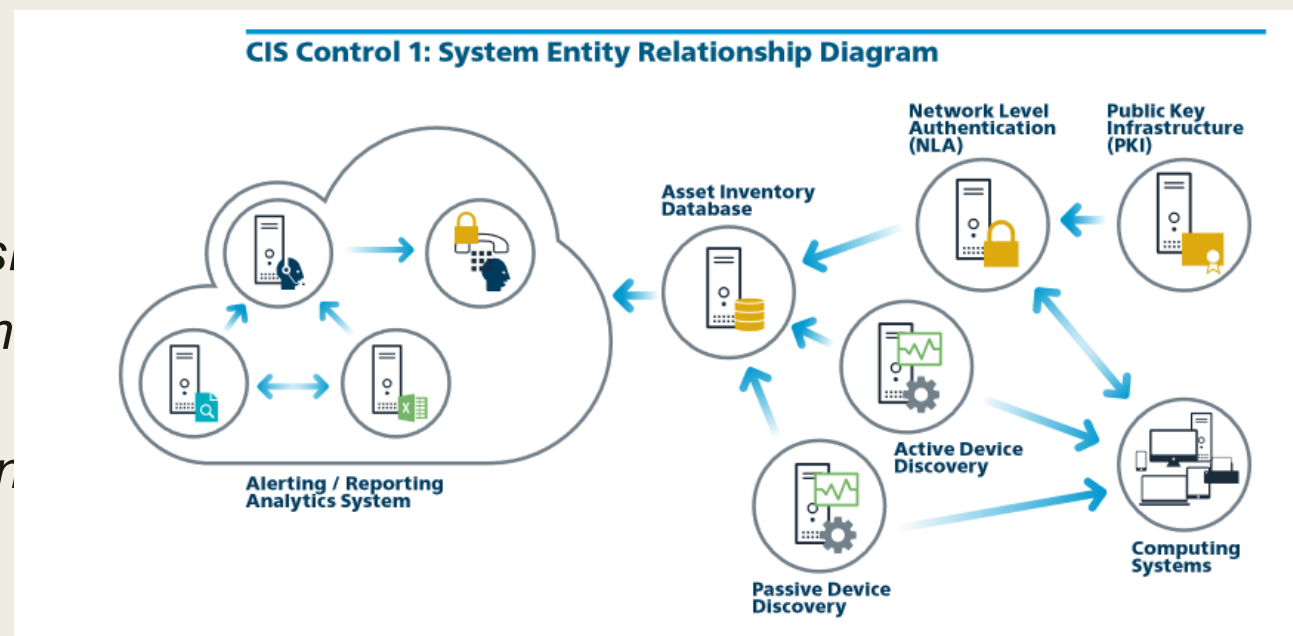 CIS Control 1: System Entity Relationship Diagram
Network Level
Authentication
(NLA)
Public Key
Infrastructure
(PKI)
Asset Inventory
Database
Active Device
Discovery
Alerting / Reporting
Analytics System
Computing
Systems
Passive Device
Discovery